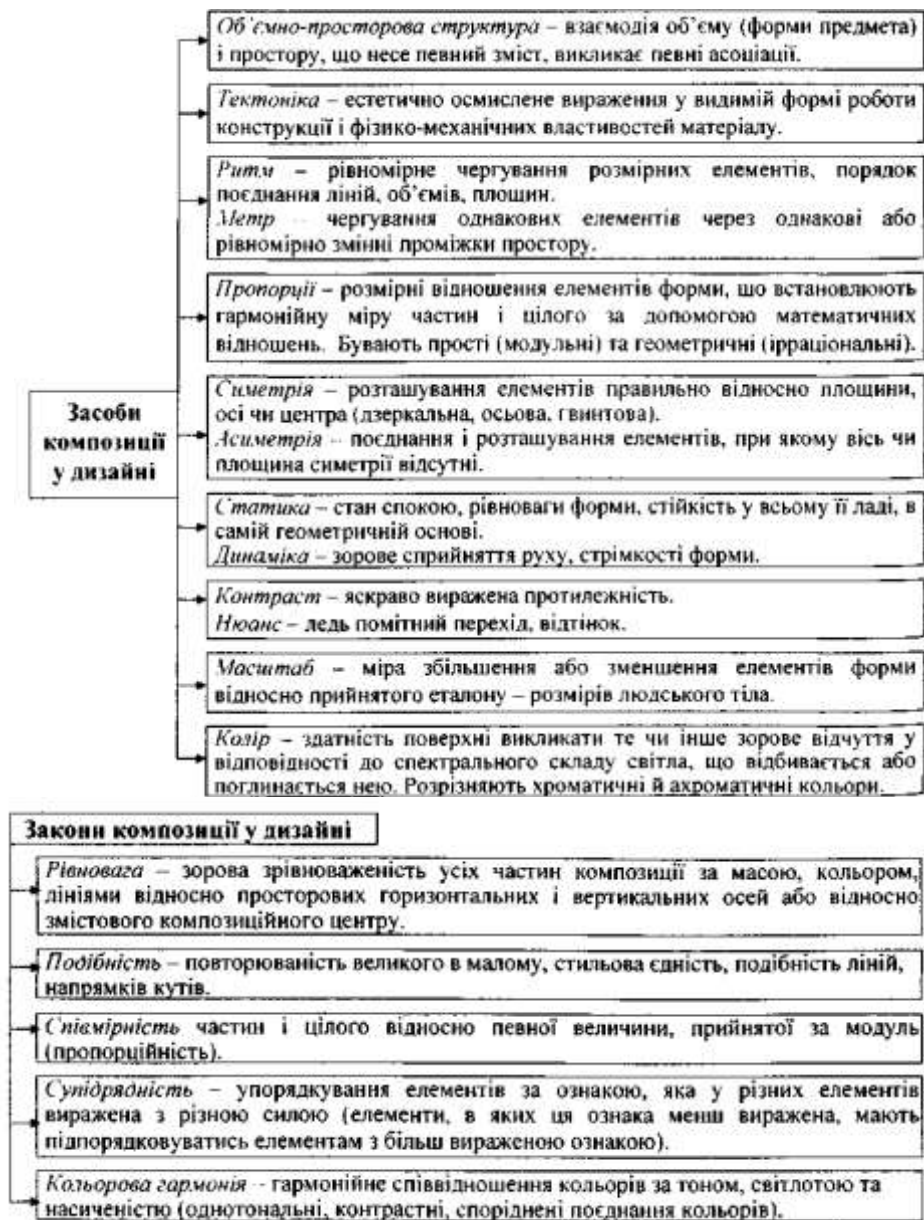 Об'ємно-просторова структура – взаємодія об'єму (форми предмета)
і простору, що несе певний зміст, викликає певні асоціації.
Тектоніка – естетично осмислене вираження у видимій формі роботи
конструкції і фізико-механічних властивостей матеріалу.
Ритм – рівномірне чергування розмірних елементів, порядок
поєднання ліній, об'ємів, площин.
Метр – чергування однакових елементів через однакові або
рівномірно змінні проміжки простору.
Пропорції – розмірні відношення елементів форми, що встановлюють
гармонійну міру частин і цілого за допомогою математичних
відношень. Бувають прості (модульні) та геометричні (ірраціональні).
Засоби
композиції
у дизайні
Симетрія – розташування елементів правильно відносно площини,
осі чи центра (дзеркальна, осьова, гвинтова).
Асиметрія – поєднання і розташування елементів, при якому вісь чи
площина симетрії відсутні.
Статика – стан спокою, рівноваги форми, стійкість у всьому її ладі, в
самій геометричній основі.
Динаміка – зорове сприйняття руху, стрімкості форми.
Контраст – яскраво виражена протилежність.
Нюанс – ледь помітний перехід, відтінок.
Масштаб – міра збільшення або зменшення елементів форми
відносно прийнятого еталону – розмірів людського тіла.
Колір – здатність поверхні викликати те чи інше зорове відчуття у
відповідності до спектрального складу світла, що відбивається або
поглинається нею. Розрізняють хроматичні й ахроматичні кольори.
Закони композиції у дизайні
Рівновага – зорова зрівноваженість усіх частин композиції за масою, кольором,
лініями відносно просторових горизонтальних і вертикальних осей або відносно
змістового композиційного центру.
Подібність – повторюваність великого в малому, стильова єдність, подібність ліній,
напрямків кутів.
Співмірність частин і цілого відносно певної величини, прийнятої за модуль
(пропорційність).
Супідрядність – упорядкування елементів за ознакою, яка у різних елементів
виражена з різною силою (елементи, в яких ця ознака менш виражена, мають
підпорядковуватись елементам з більш вираженою ознакою).
Кольорова гармонія – гармонійне співвідношення кольорів за тоном, світлотою та
насиченістю (однотональні, контрастні, споріднені поєднання кольорів).